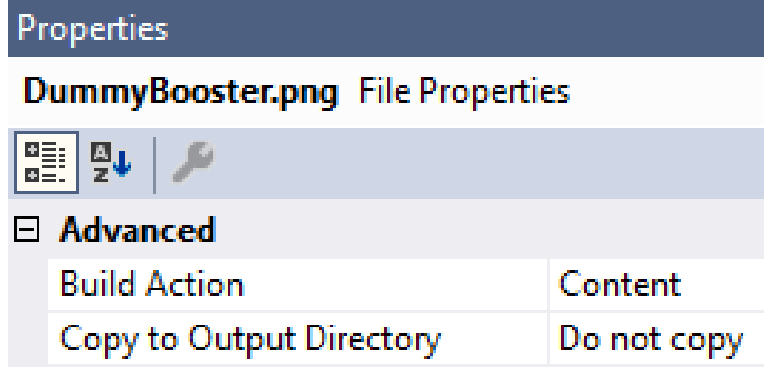 Properties
DummyBooster.png File Properties
Advanced
Build Action Content
Copy to Output Directory Do not copy